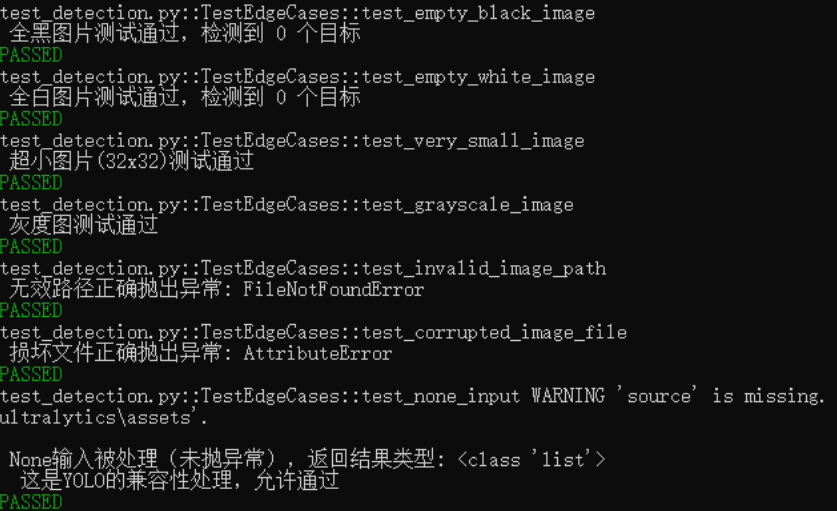 test_detection.py::TestEdgeCases::test_empty_black_image
全黑图片测试通过, 检测到 0 个目标
PASSED
test_detection.py::TestEdgeCases::test_empty_white_image
全白图片测试通过, 检测到 0 个目标
PASSED
test_detection.py::TestEdgeCases::test_very_small_image
超小图片(32x32)测试通过
PASSED
test_detection.py::TestEdgeCases::test_grayscale_image
灰度图测试通过
PASSED
test_detection.py::TestEdgeCases::test_invalid_image_path
无效路径正确抛出异常: FileNotFoundError
PASSED
test_detection.py::TestEdgeCases::test_corrupted_image_file
损坏文件正确抛出异常: AttributeError
PASSED
test_detection.py::TestEdgeCases::test_none_input WARNING 'source' is missing.
ultralytics\assets'.
None输入被处理（未抛异常）, 返回结果类型: <class 'list'>
这是YOLO的兼容性处理, 允许通过
PASSED